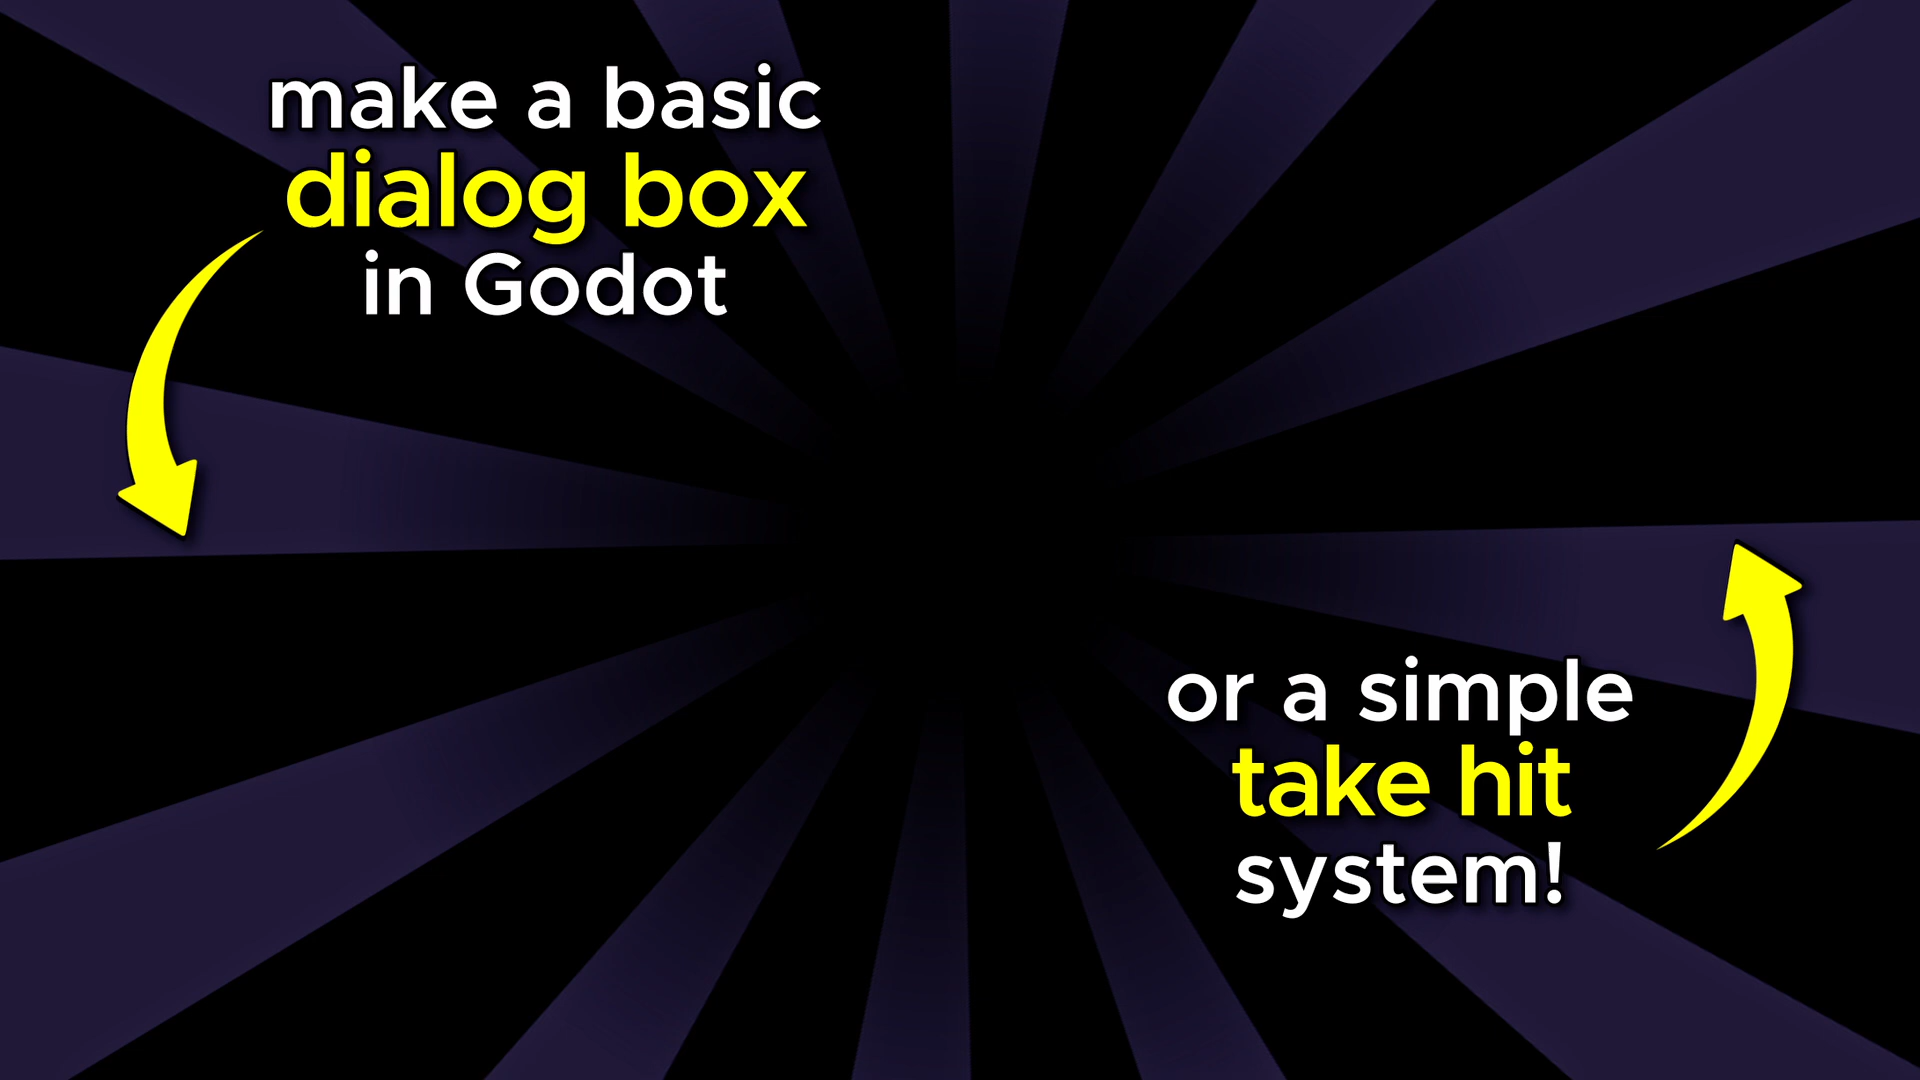 make a basic
dialog box
in Godot
or a simple
take hit
system!